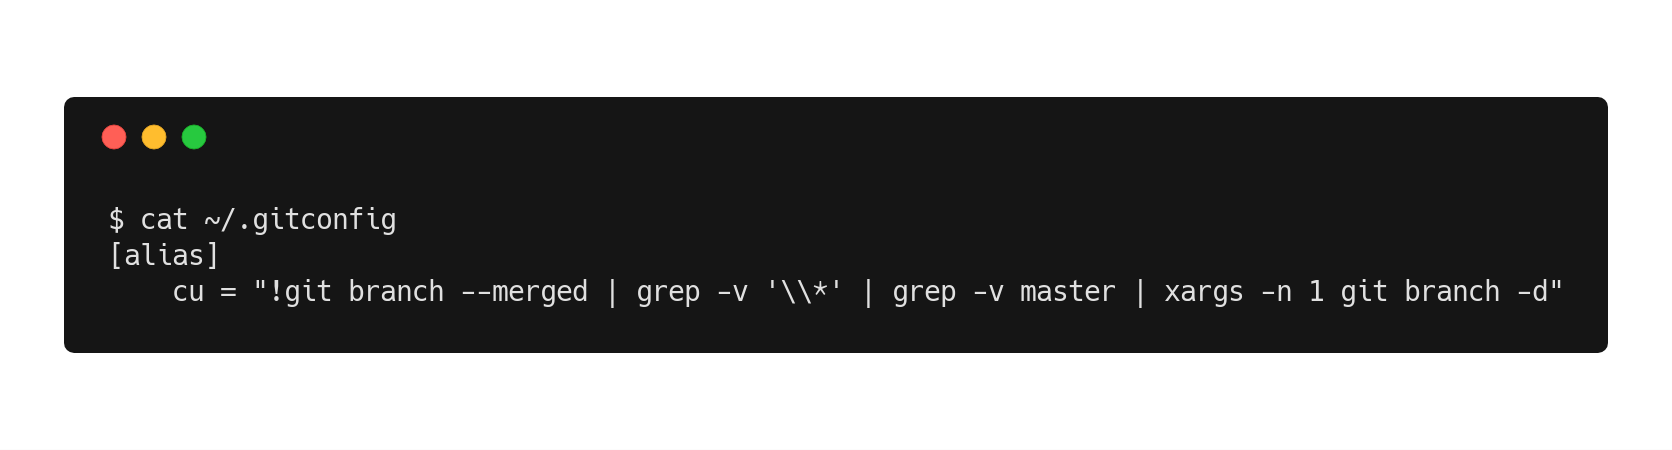 $ cat ~/.gitconfig
[alias]
    cu = "!git branch --merged | grep -v '\\*' | grep -v master | xargs -n 1 git branch -d"